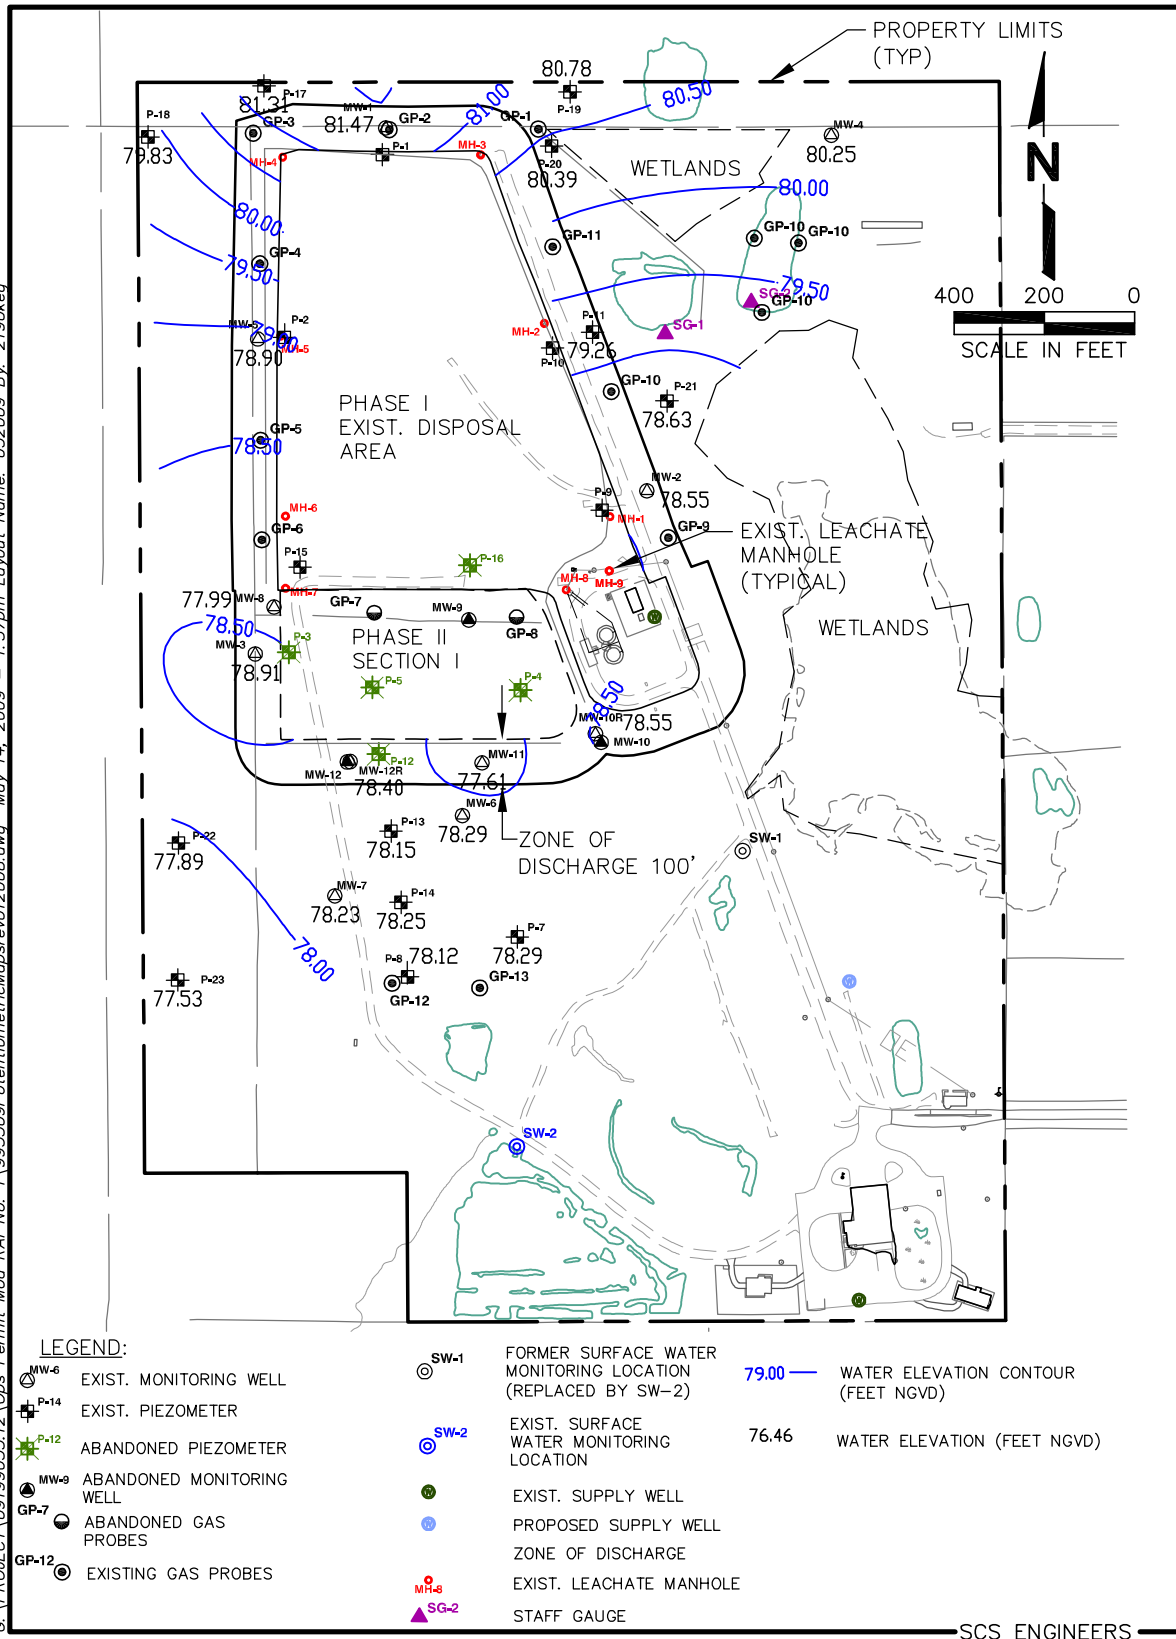 PROPERTY LIMITS
(TYP)
80.78
P-17
81.31
P-19
80.50
81.00
MW-1
81.47
GP-2
GP-1
P-18
79.83
GP-3
MW-4
80.25
P-1
MH-3
MH-4
P-20
80.39
WETLANDS
N
80.00
80.00
GP-10
GP-10
GP-11
GP-4
79.50
79.50
SG-2
GP-10
400 200 0
SCALE IN FEET
MW-5
78.90
P-2
79.00
MH-5
MH-2
P-11
79.26
SG-1
P-10
GP-10
P-21
78.63
PHASE I
EXIST. DISPOSAL
AREA
GP-5
78.50
MW-2
78.55
P-9
MH-6
MH-1
GP-6
GP-9
EXIST. LEACHATE
MANHOLE
(TYPICAL)
P-15
P-16
MH-8
MH-9
MH-7
77.99
MW-8
GP-7
MW-9
GP-8
78.50
WETLANDS
PHASE II
SECTION I
P-3
MW-3
78.91
P-5
P-4
78.50
MW-10R
78.55
MW-10
P-12
MW-11
77.61
MW-12
MW-12R
78.40
MW-6
78.29
P-13
78.15
ZONE OF
DISCHARGE 100'
SW-1
P-22
77.89
MW-7
78.23
P-14
78.25
P-7
78.29
78.00
P-8
78.12
P-23
77.53
GP-12
GP-13
SW-2
LEGEND:
MW-6
EXIST. MONITORING WELL
P-14
EXIST. PIEZOMETER
P-12
ABANDONED PIEZOMETER
MW-9
ABANDONED MONITORING
WELL
GP-7
ABANDONED GAS
PROBES
GP-12
EXISTING GAS PROBES
SW-1
FORMER SURFACE WATER
MONITORING LOCATION
(REPLACED BY SW-2)
SW-2
EXIST. SURFACE
WATER MONITORING
LOCATION
EXIST. SUPPLY WELL
PROPOSED SUPPLY WELL
ZONE OF DISCHARGE
MH-8
EXIST. LEACHATE MANHOLE
SG-2
STAFF GAUGE
79.00
WATER ELEVATION CONTOUR
(FEET NGVD)
76.46
WATER ELEVATION (FEET NGVD)
SCS ENGINEERS